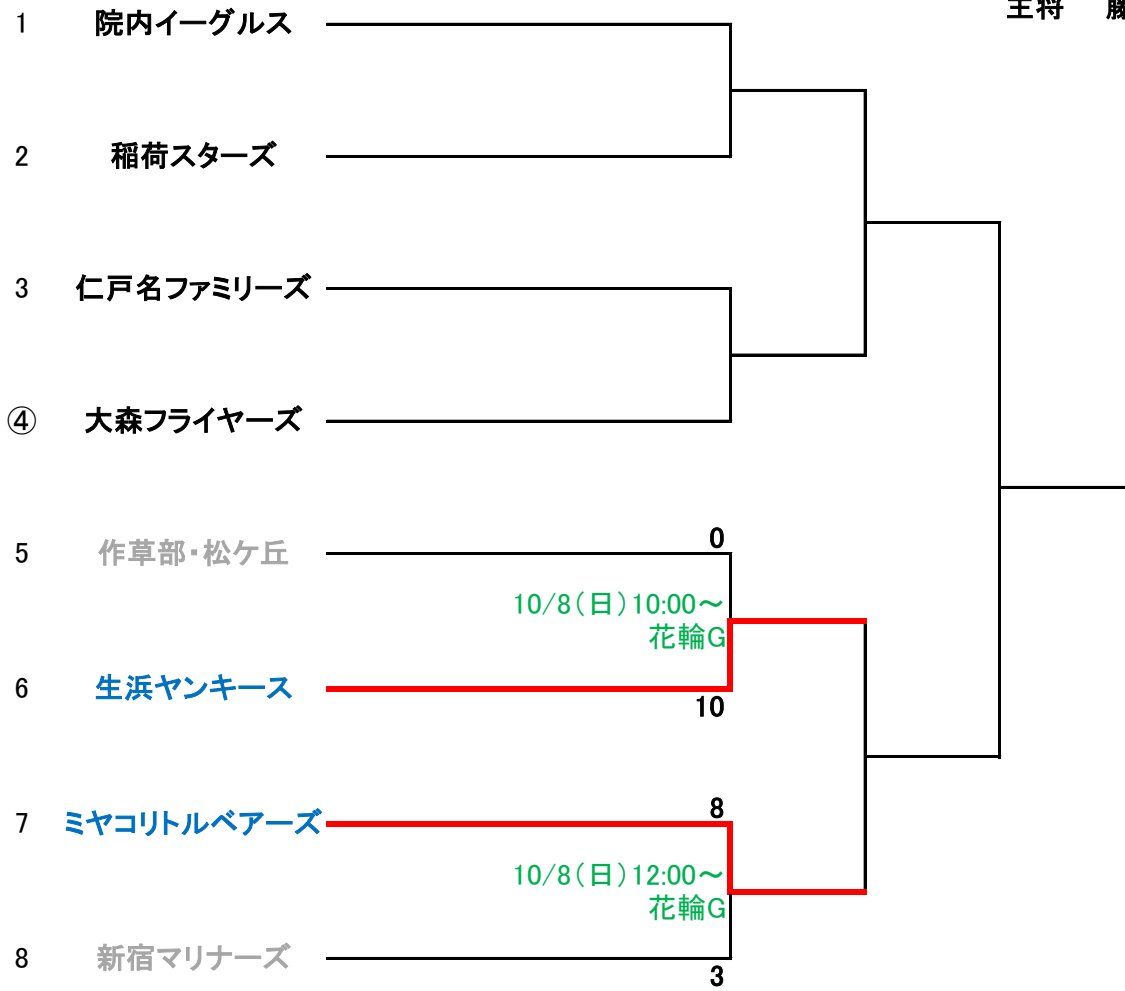 主将 藤
1 院内イーグルス
2 稲荷スターズ
3 仁戸名ファミリーズ
④ 大森フライヤーズ
0
5 作草部・松ケ丘
10/8(日)10:00～
花輪G
6 生浜ヤンキース
10
8
7 ミヤコリトルベアーズ
10/8(日)12:00～
花輪G
8 新宿マリナーズ
3